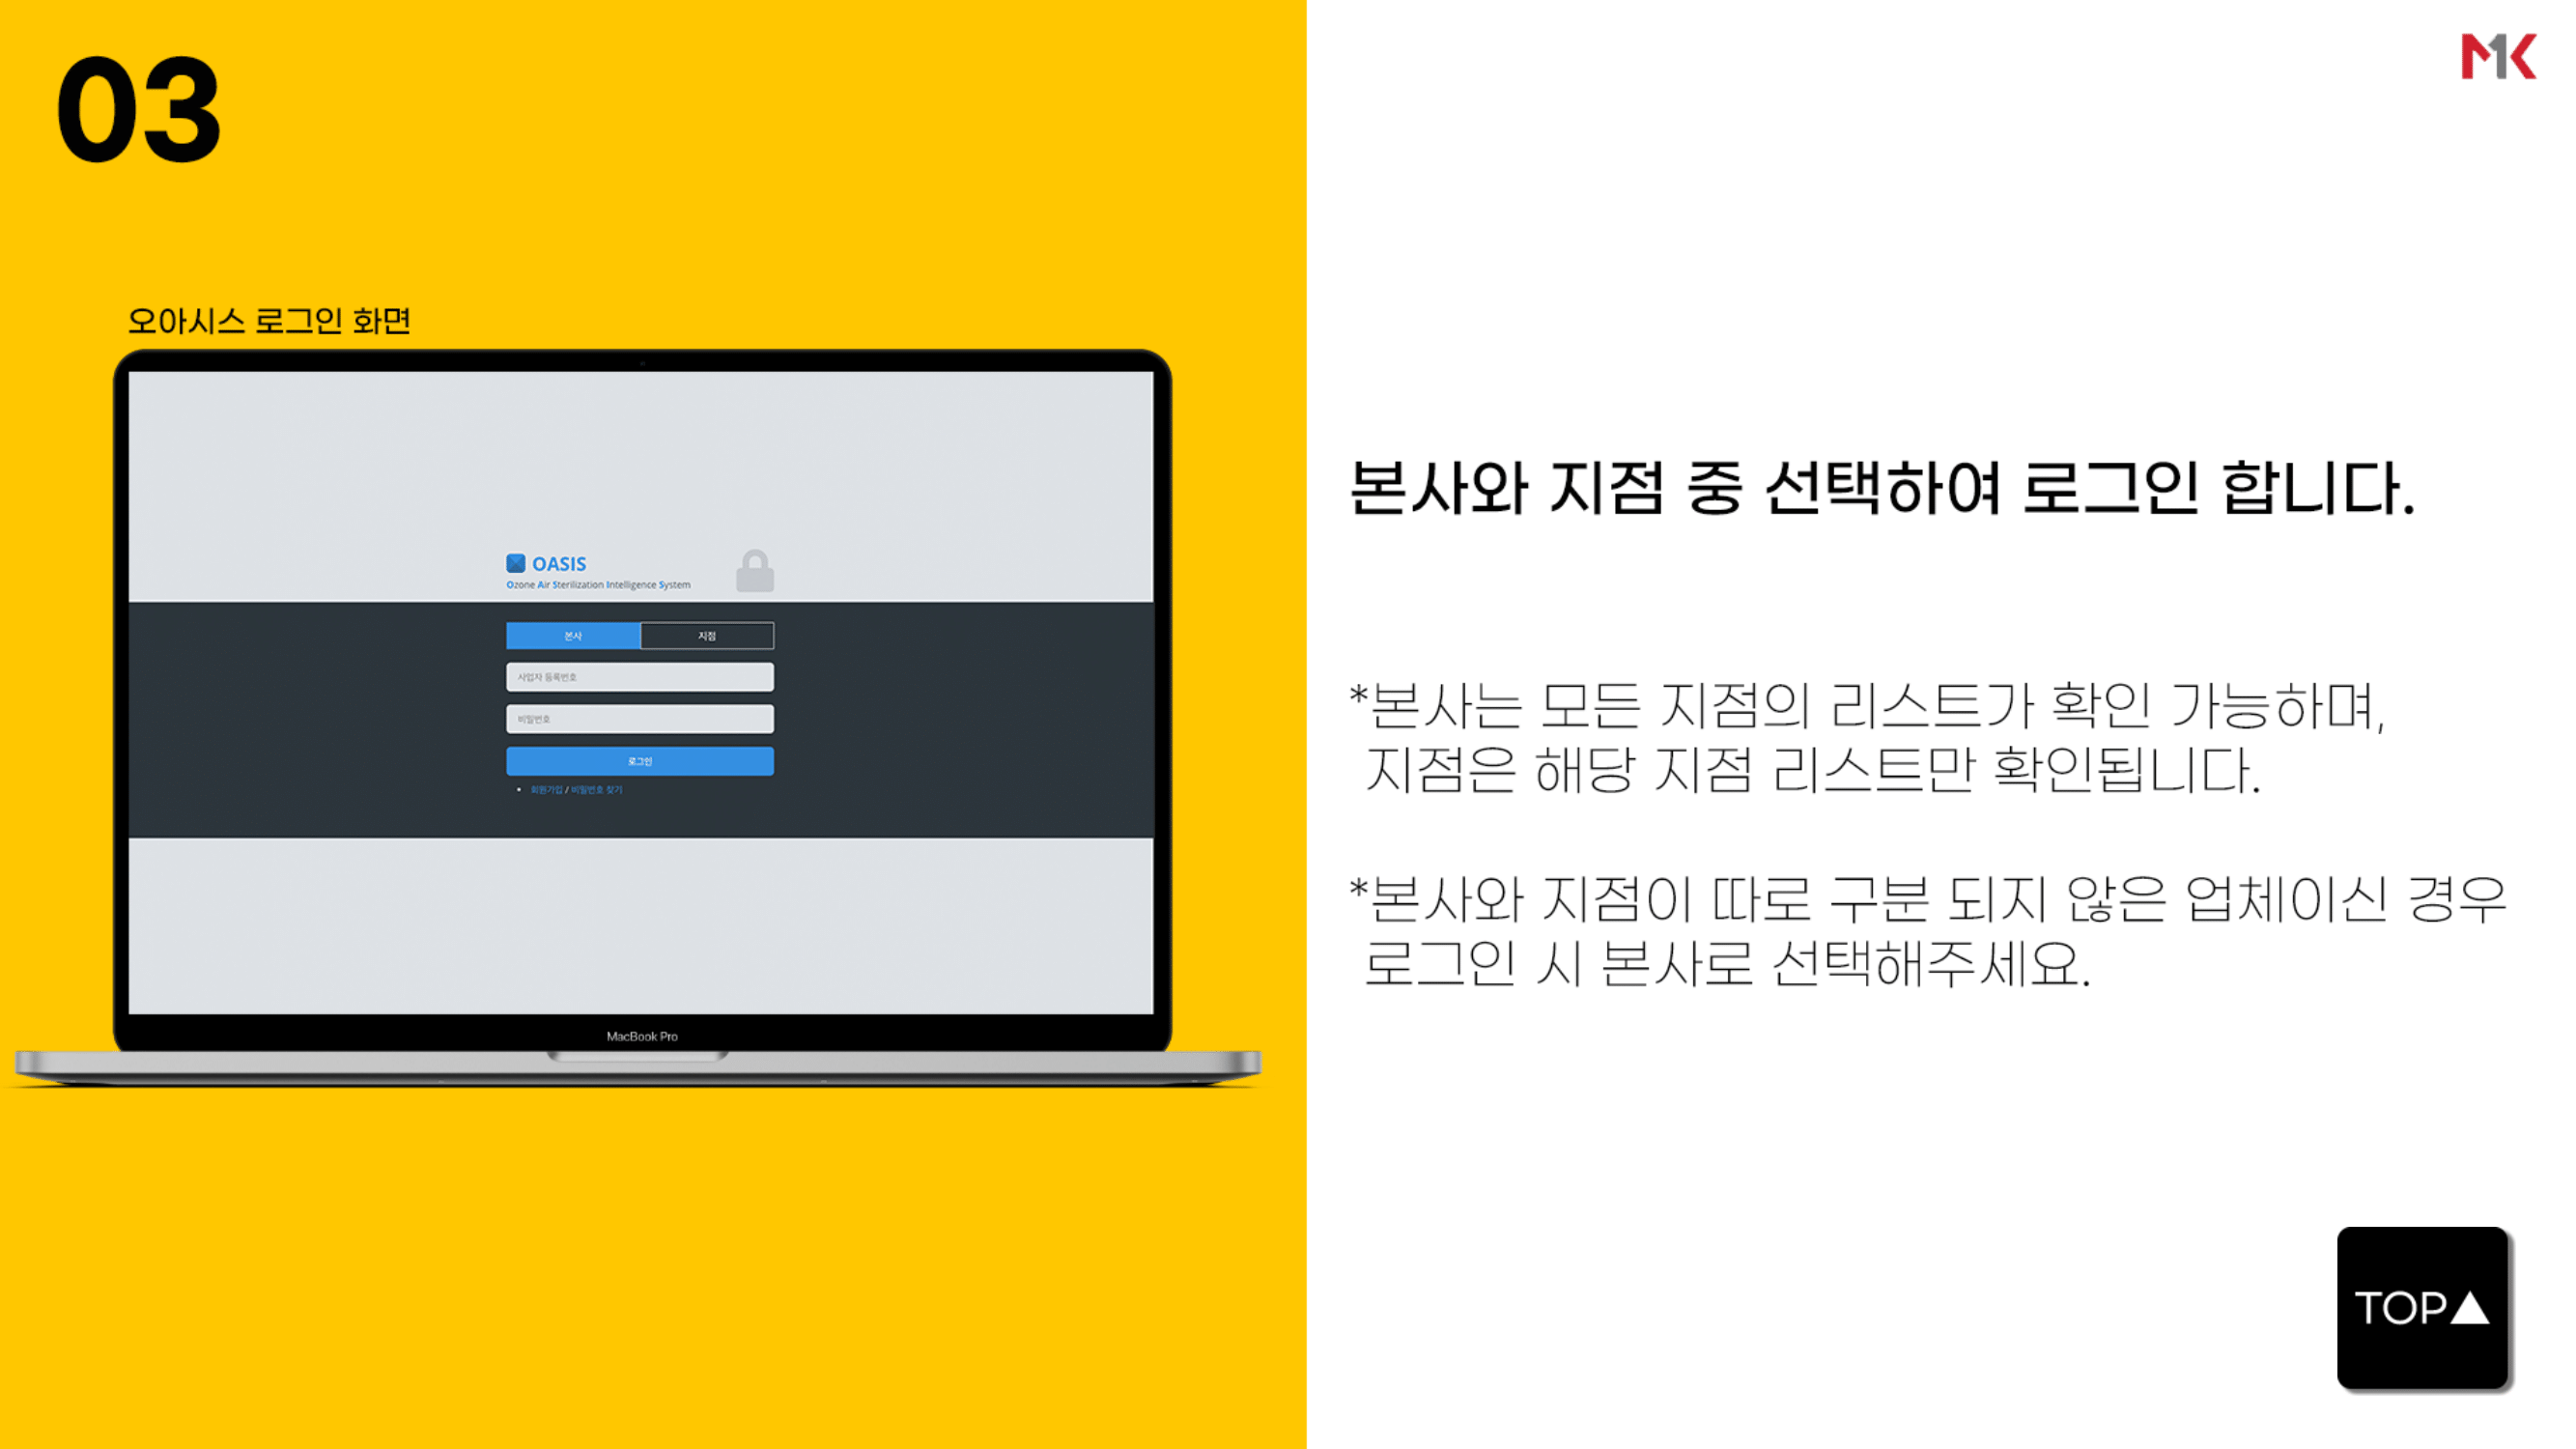 03
M1K
오아시스 로그인 화면
OASIS
Ozone Air Sterilization Intelligence System
본사 지점
사업자 등록번호
비밀번호
로그인
• 회원가입 / 비밀번호 찾기
MacBook Pro
본사와 지점 중 선택하여 로그인 합니다.
*본사는 모든 지점의 리스트가 확인 가능하며,
지점은 해당 지점 리스트만 확인됩니다.
*본사와 지점이 따로 구분 되지 않은 업체이신 경우
로그인 시 본사로 선택해주세요.
TOP▲